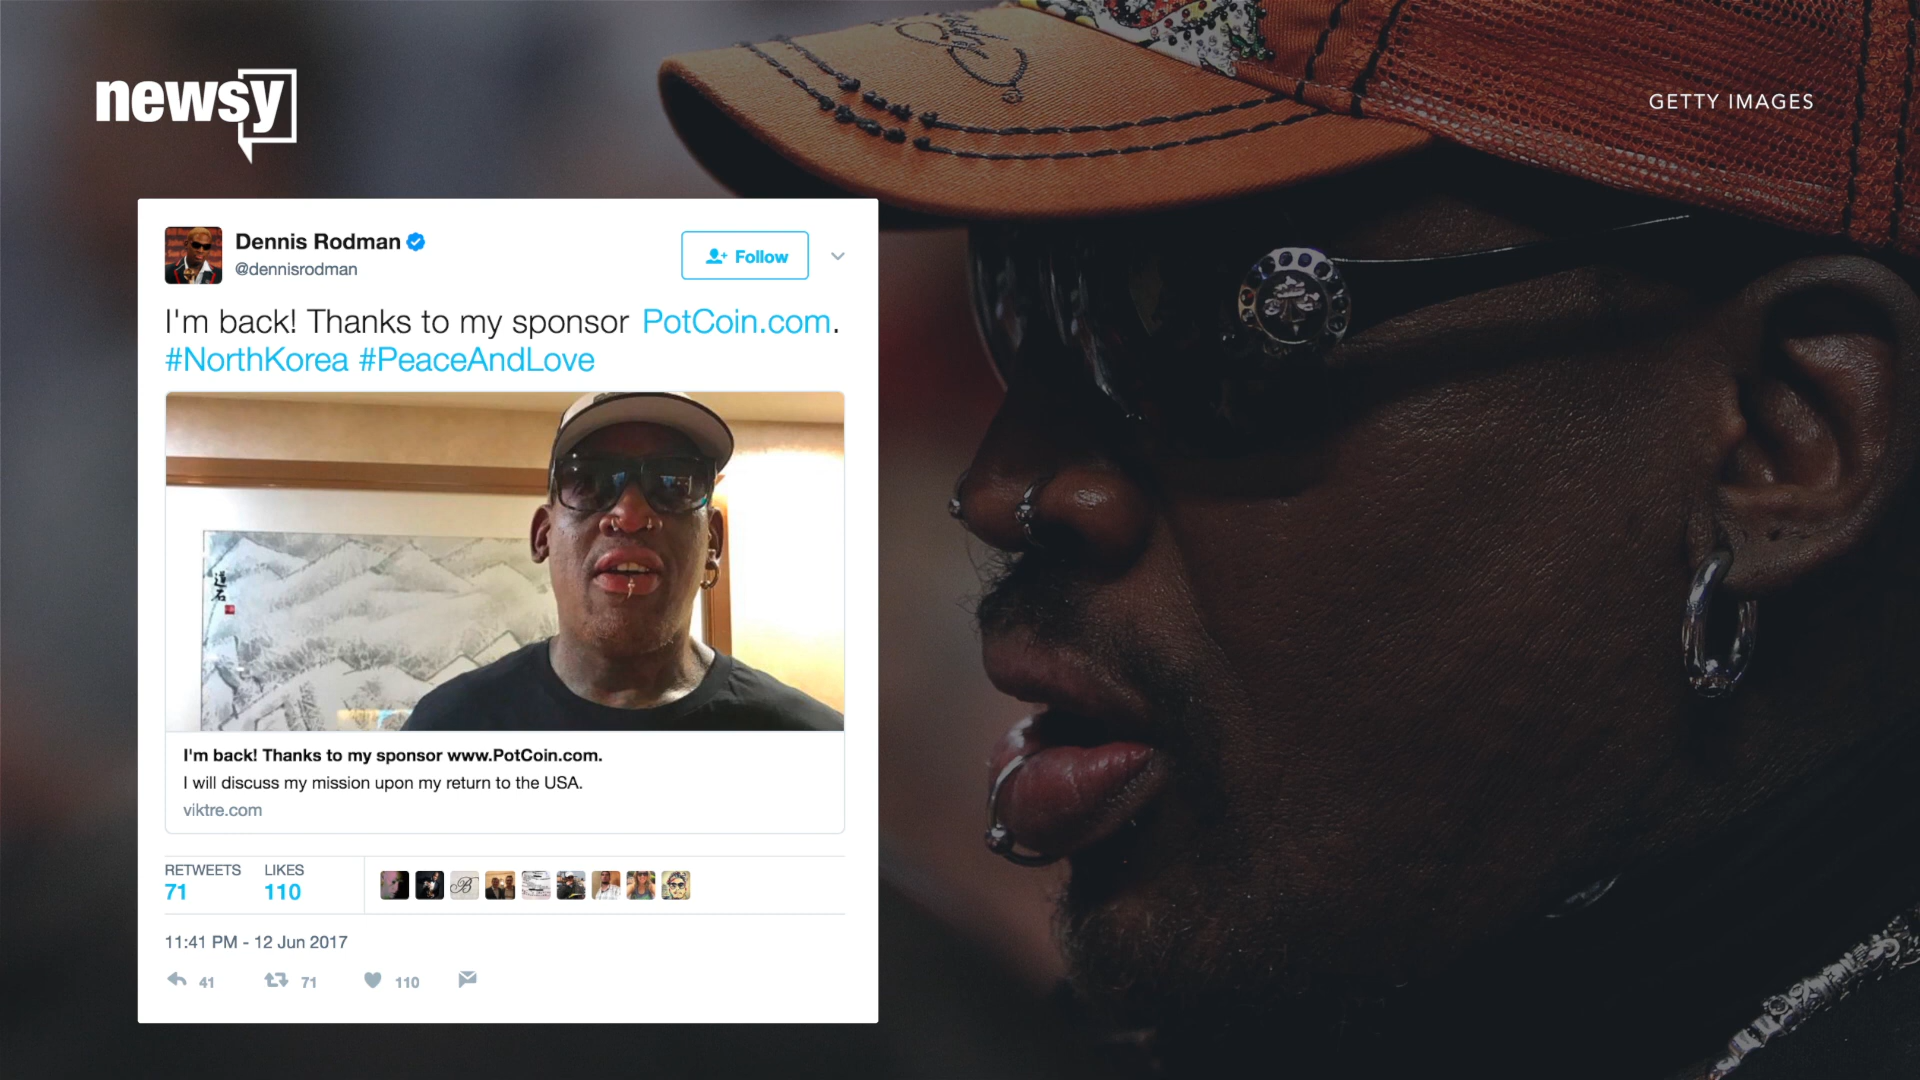 newsy
GETTY IMAGES
Dennis Rodman
@dennisrodman
Follow
I'm back! Thanks to my sponsor PotCoin.com.
#NorthKorea #PeaceAndLove
I'm back! Thanks to my sponsor www.PotCoin.com.
I will discuss my mission upon my return to the USA.
viktre.com
RETWEETS LIKES
71 110
11:41 PM - 12 Jun 2017
41 71 110